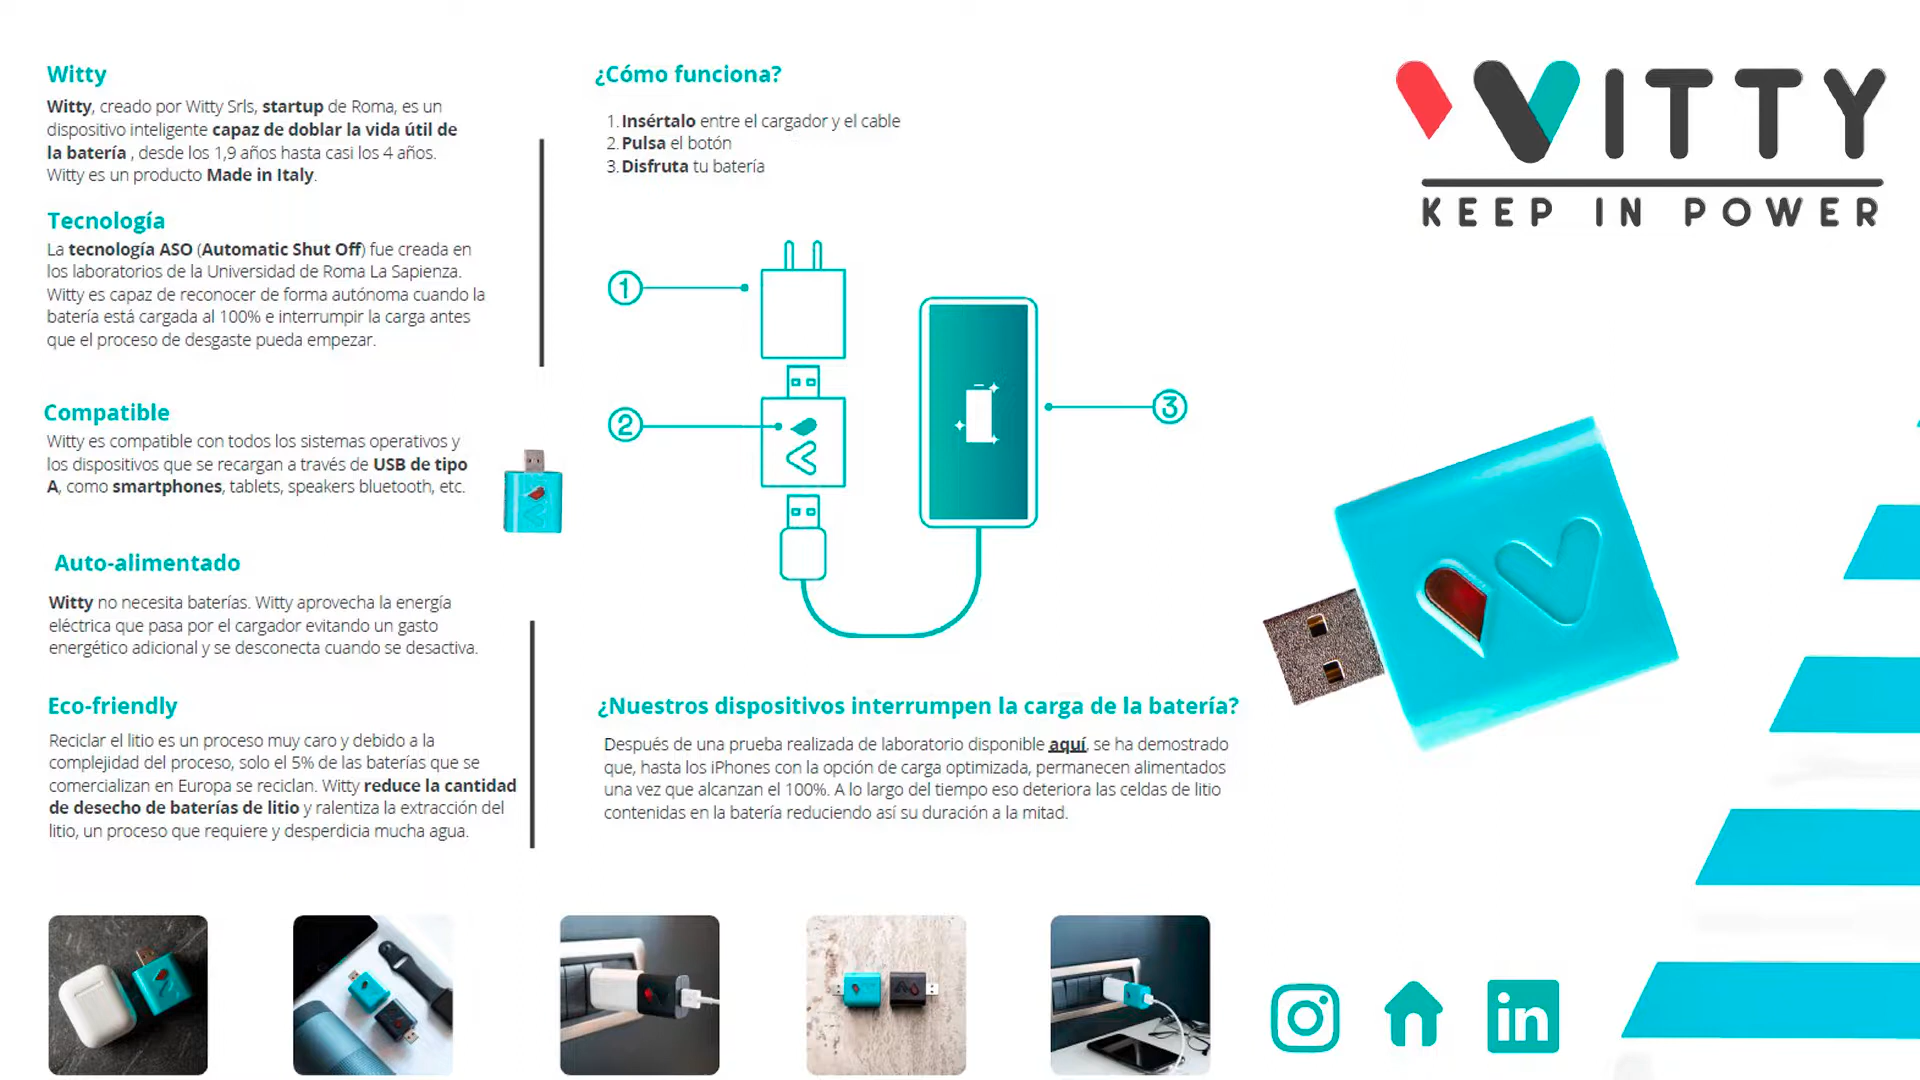 Witty
Witty, creado por Witty Srls, startup de Roma, es un
dispositivo inteligente capaz de doblar la vida útil de
la batería , desde los 1,9 años hasta casi los 4 años.
Witty es un producto Made in Italy.
Tecnología
La tecnología ASO (Automatic Shut Off) fue creada en
los laboratorios de la Universidad de Roma La Sapienza.
Witty es capaz de reconocer de forma autónoma cuando la
batería está cargada al 100% e interrumpir la carga antes
que el proceso de desgaste pueda empezar.
Compatible
Witty es compatible con todos los sistemas operativos y
los dispositivos que se recargan a través de USB de tipo
A, como smartphones, tablets, speakers bluetooth, etc.
Auto-alimentado
Witty no necesita baterías. Witty aprovecha la energía
eléctrica que pasa por el cargador evitando un gasto
energético adicional y se desconecta cuando se desactiva.
Eco-friendly
Reciclar el litio es un proceso muy caro y debido a la
complejidad del proceso, solo el 5% de las baterías que se
comercializan en Europa se reciclan. Witty reduce la cantidad
de desecho de baterías de litio y ralentiza la extracción del
litio, un proceso que requiere y desperdicia mucha agua.
¿Cómo funciona?
1. Insértalo entre el cargador y el cable
2. Pulsa el botón
3. Disfruta tu batería
1
2
3
¿Nuestros dispositivos interrumpen la carga de la batería?
Después de una prueba realizada de laboratorio disponible aquí, se ha demostrado
que, hasta los iPhones con la opción de carga optimizada, permanecen alimentados
una vez que alcanzan el 100%. A lo largo del tiempo eso deteriora las celdas de litio
contenidas en la batería reduciendo así su duración a la mitad.
WITTY
KEEP IN POWER
in